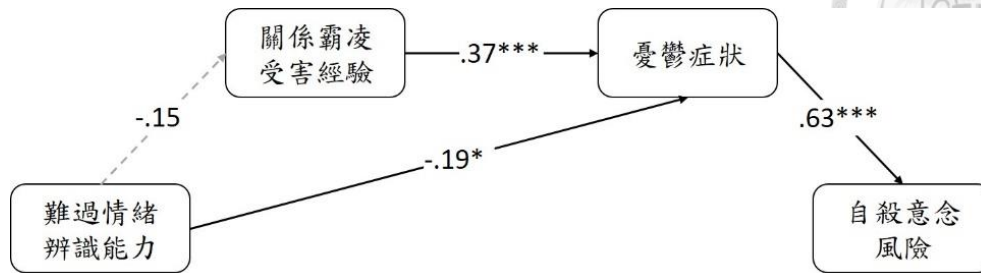 關係霸凌
受害經驗
.37***
憂鬱症狀
-.15
.63***
-.19*
難過情緒
辨識能力
自殺意念
風險